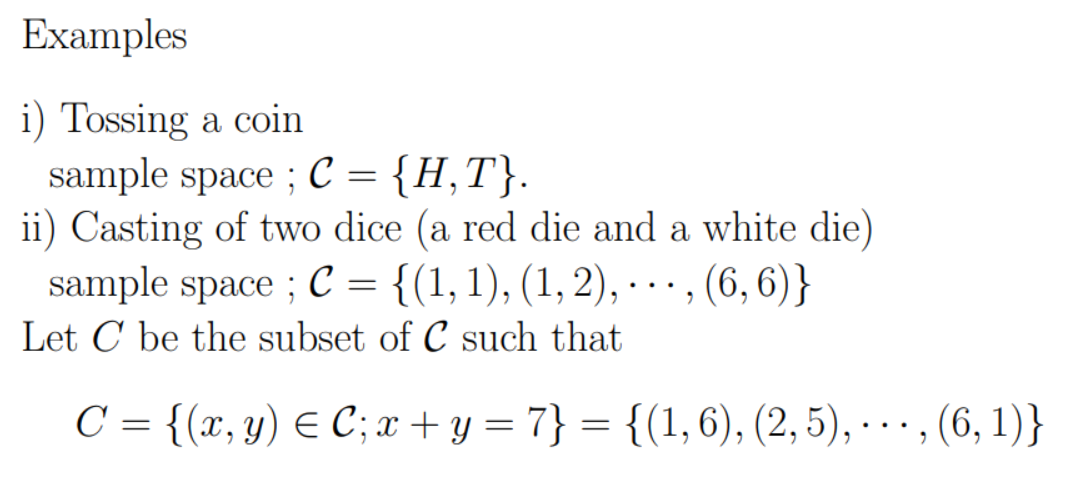 Examples
i) Tossing a coin
sample space ; 𝒞 = {H, T}.
ii) Casting of two dice (a red die and a white die)
sample space ; 𝒞 = {(1, 1), (1, 2), ⋯ , (6, 6)}
Let C be the subset of 𝒞 such that
C = {(x, y) ∈ 𝒞; x + y = 7} = {(1, 6), (2, 5), ⋯ , (6, 1)}